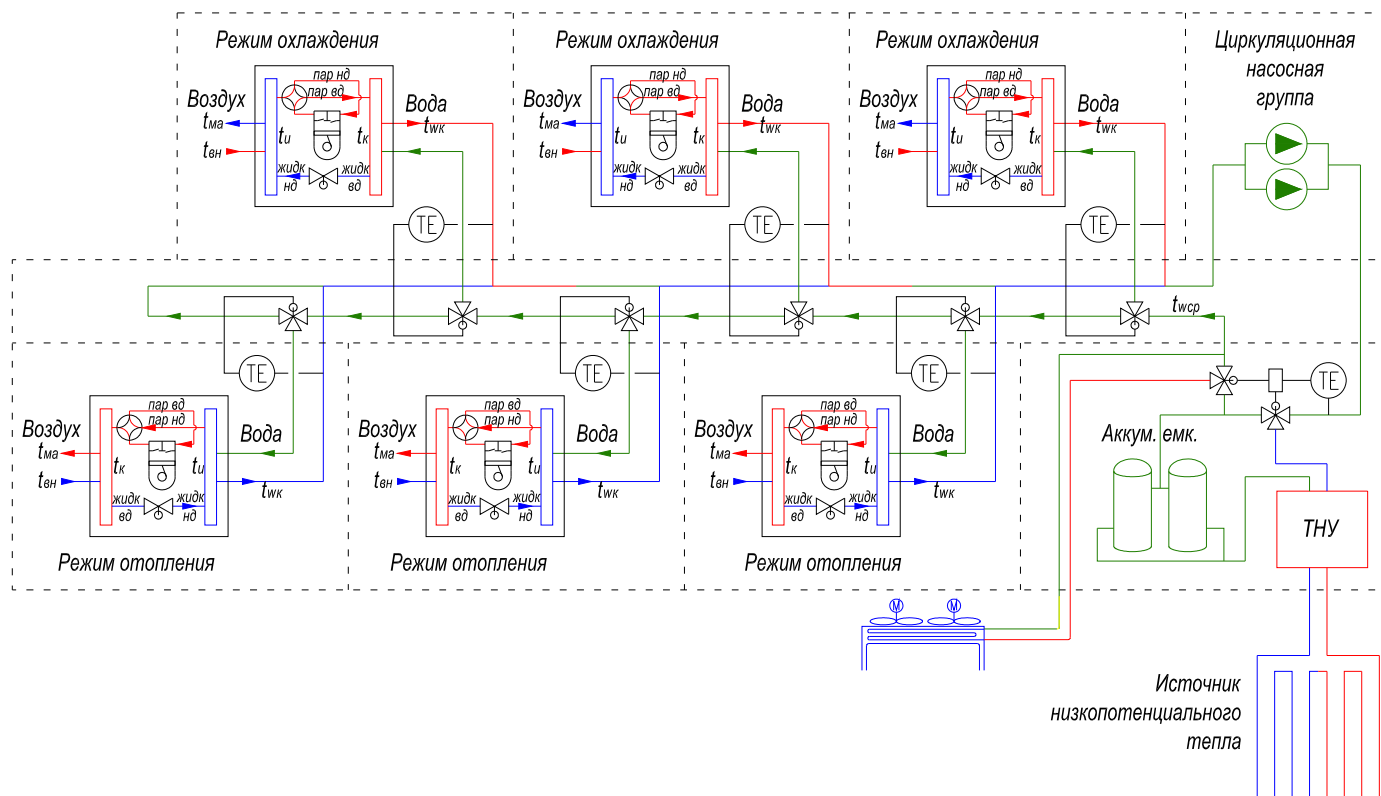 Режим охлаждения
Режим охлаждения
Режим охлаждения
Циркуляционная
насосная
группа
Воздух
tма
tвн
tи
пар нд
пар вд
tк
жидк
нд
жидк
вд
Вода
twк
TE
Воздух
tма
tвн
tи
пар нд
пар вд
tк
жидк
нд
жидк
вд
Вода
twк
TE
Воздух
tма
tвн
tи
пар нд
пар вд
tк
жидк
нд
жидк
вд
Вода
twк
TE
twср
TE
TE
TE
TE
Воздух
tма
tвн
tк
пар вд
пар нд
tи
жидк
вд
жидк
нд
Вода
twк
Режим отопления
Воздух
tма
tвн
tк
пар вд
пар нд
tи
жидк
вд
жидк
нд
Вода
twк
Режим отопления
Воздух
tма
tвн
tк
пар вд
пар нд
tи
жидк
вд
жидк
нд
Вода
twк
Режим отопления
Аккум. емк.
ТНУ
M
M
Источник
низкопотенциального
тепла